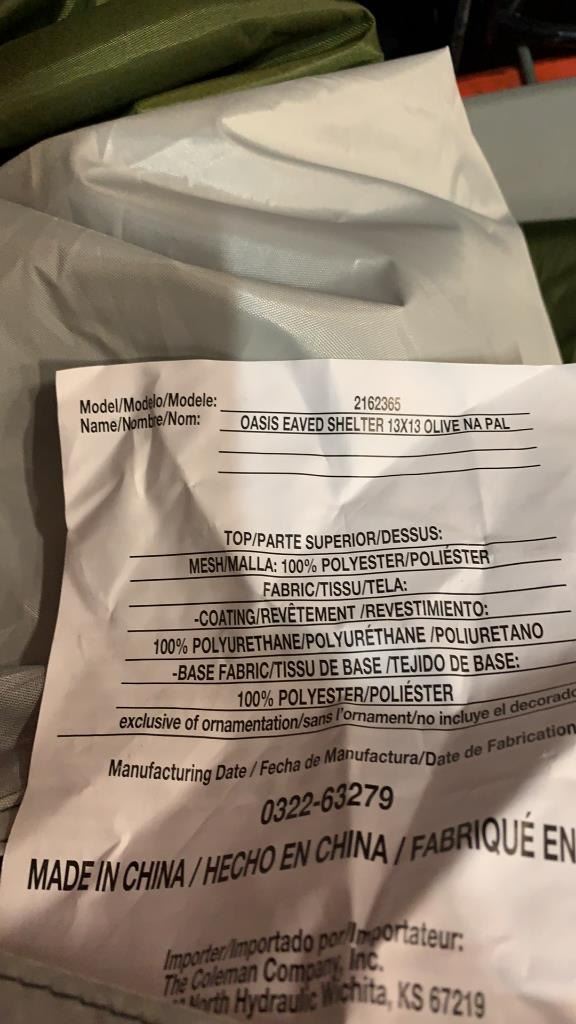 Model/Modelo/Modele: 2162365
Name/Nombre/Nom: OASIS EAVED SHELTER 13X13 OLIVE NA PAL
TOP/PARTE SUPERIOR/DESSUS:
MESH/MALLA: 100% POLYESTER/POLIÉSTER
FABRIC/TISSU/TELA:
-COATING/REVÊTEMENT /REVESTIMIENTO:
100% POLYURETHANE/POLYURÉTHANE /POLIURETANO
-BASE FABRIC/TISSU DE BASE /TEJIDO DE BASE:
100% POLYESTER/POLIÉSTER
exclusive of ornamentation/sans l'ornament/no incluye el decorado
Manufacturing Date / Fecha de Manufactura/Date de Fabrication
0322-63279
MADE IN CHINA / HECHO EN CHINA / FABRIQUÉ EN
Importer/Importado por/Importateur:
The Coleman Company, Inc.
North Hydraulic Wichita, KS 67219